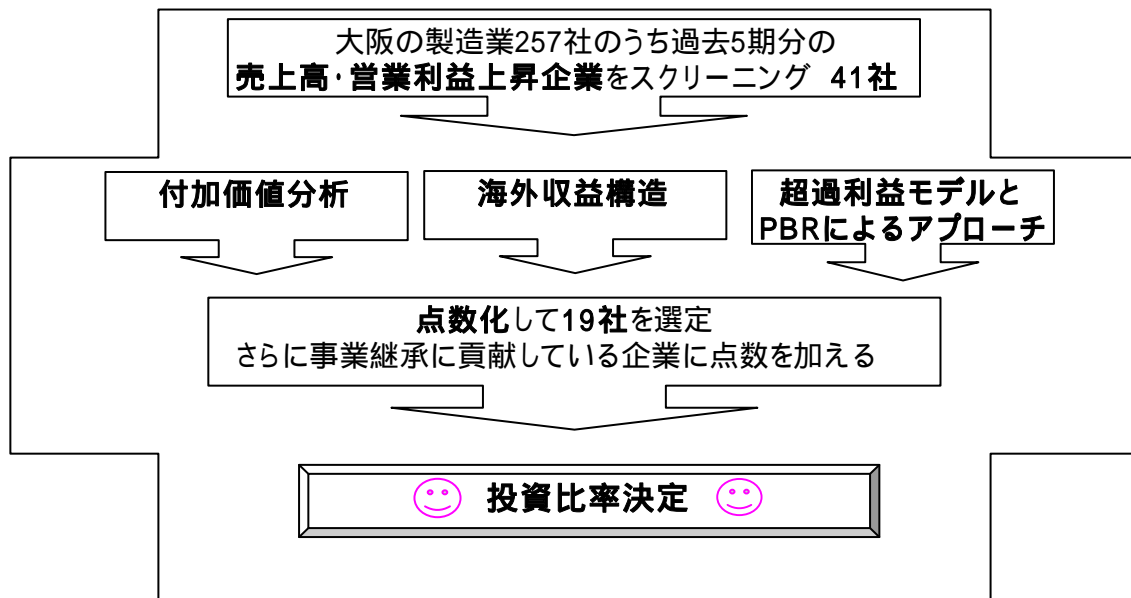 大阪の製造業257社のうち過去5期分の
売上高・営業利益上昇企業をスクリーニング 41社
付加価値分析
海外収益構造
超過利益モデルと
PBRによるアプローチ
点数化して19社を選定
さらに事業継承に貢献している企業に点数を加える
投資比率決定